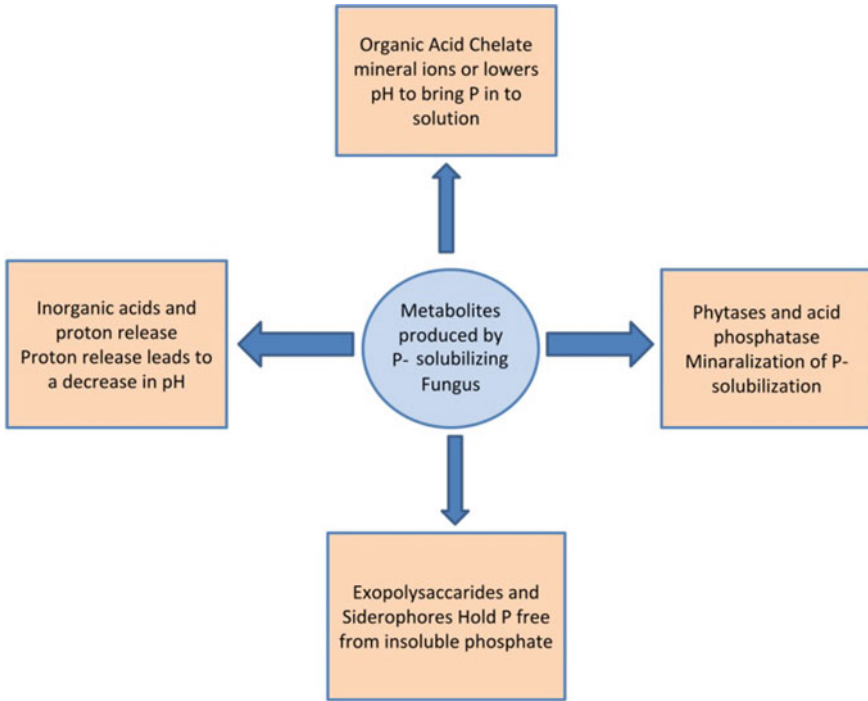 Organic Acid Chelate
mineral ions or lowers
pH to bring P in to
solution
Inorganic acids and
proton release
Proton release leads to
a decrease in pH
Metabolites
produced by
P- solubilizing
Fungus
Phytases and acid
phosphatase
Minaralization of P-
solubilization
Exopolysaccarides and
Siderophores Hold P free
from insoluble phosphate